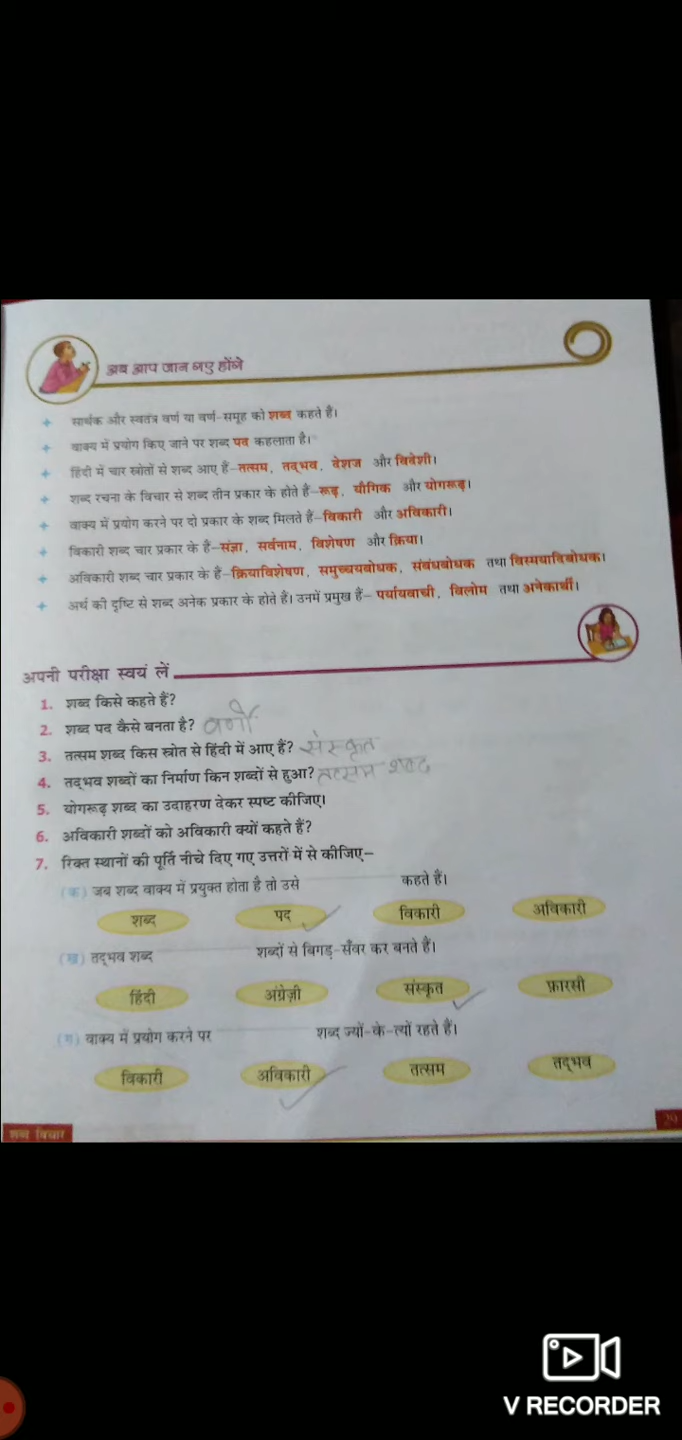 अब आप जान गए होंगे
सार्थक और स्वतंत्र वर्ण या वर्ण-समूह को शब्द कहते हैं।
वाक्य में प्रयोग किए जाने पर शब्द पद कहलाता है।
हिंदी में चार स्रोतों से शब्द आए हैं–तत्सम, तद्भव, देशज और विदेशी।
शब्द रचना के विचार से शब्द तीन प्रकार के होते हैं–रूढ़, यौगिक और योगरूढ़।
वाक्य में प्रयोग करने पर दो प्रकार के शब्द मिलते हैं–विकारी और अविकारी।
विकारी शब्द चार प्रकार के हैं–संज्ञा, सर्वनाम, विशेषण और क्रिया।
अविकारी शब्द चार प्रकार के हैं–क्रियाविशेषण, समुच्चयबोधक, संबंधबोधक तथा विस्मयादिबोधक।
अर्थ की दृष्टि से शब्द अनेक प्रकार के होते हैं। उनमें प्रमुख हैं– पर्यायवाची, विलोम तथा अनेकार्थी।
अपनी परीक्षा स्वयं लें
1. शब्द किसे कहते हैं?
2. शब्द पद कैसे बनता है? वर्णों
3. तत्सम शब्द किस स्रोत से हिंदी में आए हैं? संस्कृत
4. तद्भव शब्दों का निर्माण किन शब्दों से हुआ? तत्सम शब्द
5. योगरूढ़ शब्द का उदाहरण देकर स्पष्ट कीजिए।
6. अविकारी शब्दों को अविकारी क्यों कहते हैं?
7. रिक्त स्थानों की पूर्ति नीचे दिए गए उत्तरों में से कीजिए–
(क) जब शब्द वाक्य में प्रयुक्त होता है तो उसे कहते हैं।
शब्द पद विकारी अविकारी
(ख) तद्भव शब्द शब्दों से बिगड़-सँवर कर बनते हैं।
हिंदी अंग्रेज़ी संस्कृत फ़ारसी
(ग) वाक्य में प्रयोग करने पर शब्द ज्यों-के-त्यों रहते हैं।
विकारी अविकारी तत्सम तद्भव
शब्द विचार 29
V RECORDER